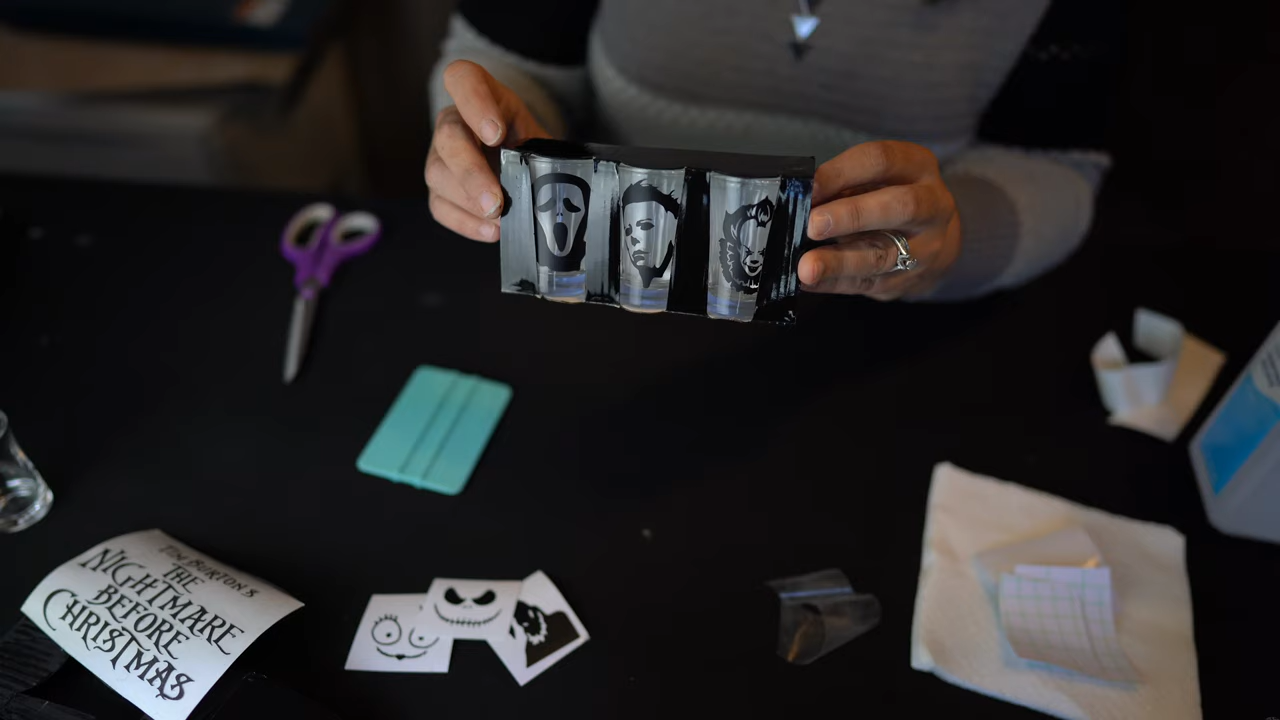 TIM BURTON'S
THE
NIGHTMARE
BEFORE
CHRISTMAS